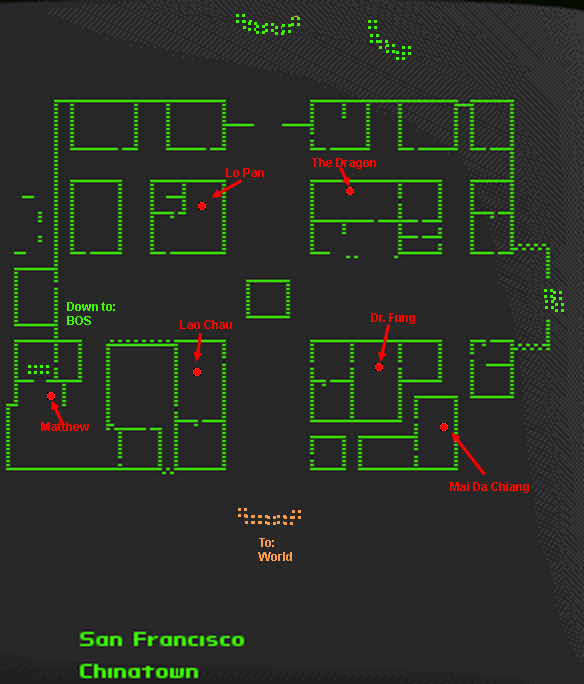 The Dragon
Lo Pan
Down to:
BOS
Lao Chau
Dr. Fung
Matthew
Mai Da Chiang
To:
World
San Francisco
Chinatown